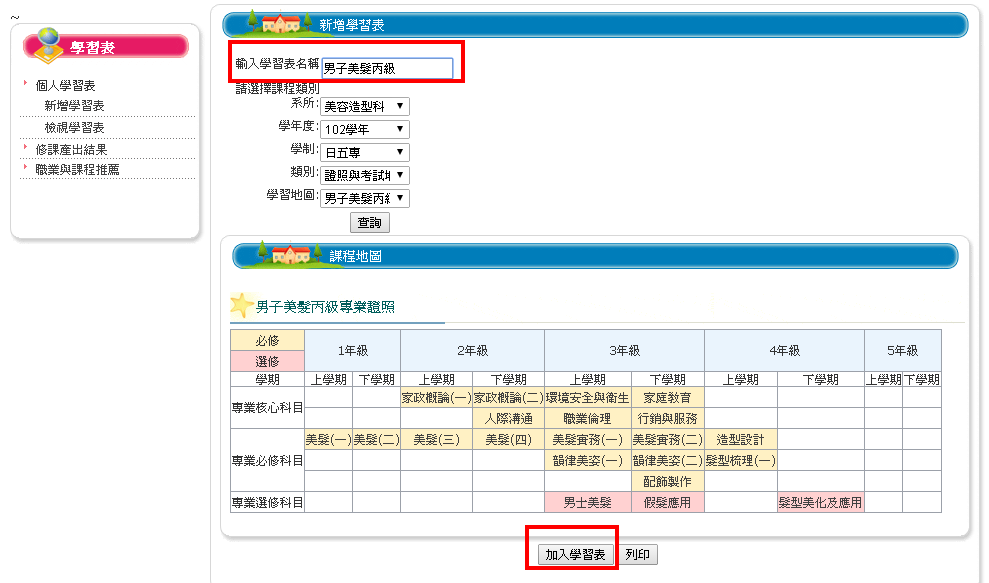 ~
學習表
個人學習表
新增學習表
檢視學習表
修課產出結果
職業與課程推薦
新增學習表
輸入學習表名稱 男子美髮丙級
請選擇課程類別
系所: 美容造型科
學年度: 102學年
學制: 日五專
類別: 證照與考試
學習地圖: 男子美髮丙
查詢
課程地圖
男子美髮丙級專業證照
必修 1年級 2年級 3年級 4年級 5年級
選修
學期 上學期 下學期 上學期 下學期 上學期 下學期 上學期 下學期 上學期 下學期
專業核心科目 家政概論(一) 家政概論(二) 環境安全與衛生 家庭教育
人際溝通 職業倫理 行銷與服務
專業必修科目 美髮(一) 美髮(二) 美髮(三) 美髮(四) 美髮實務(一) 美髮實務(二) 造型設計
韻律美姿(一) 韻律美姿(二) 髮型梳理(一)
配飾製作
專業選修科目 男士美髮 假髮應用 髮型美化及應用
加入學習表 列印